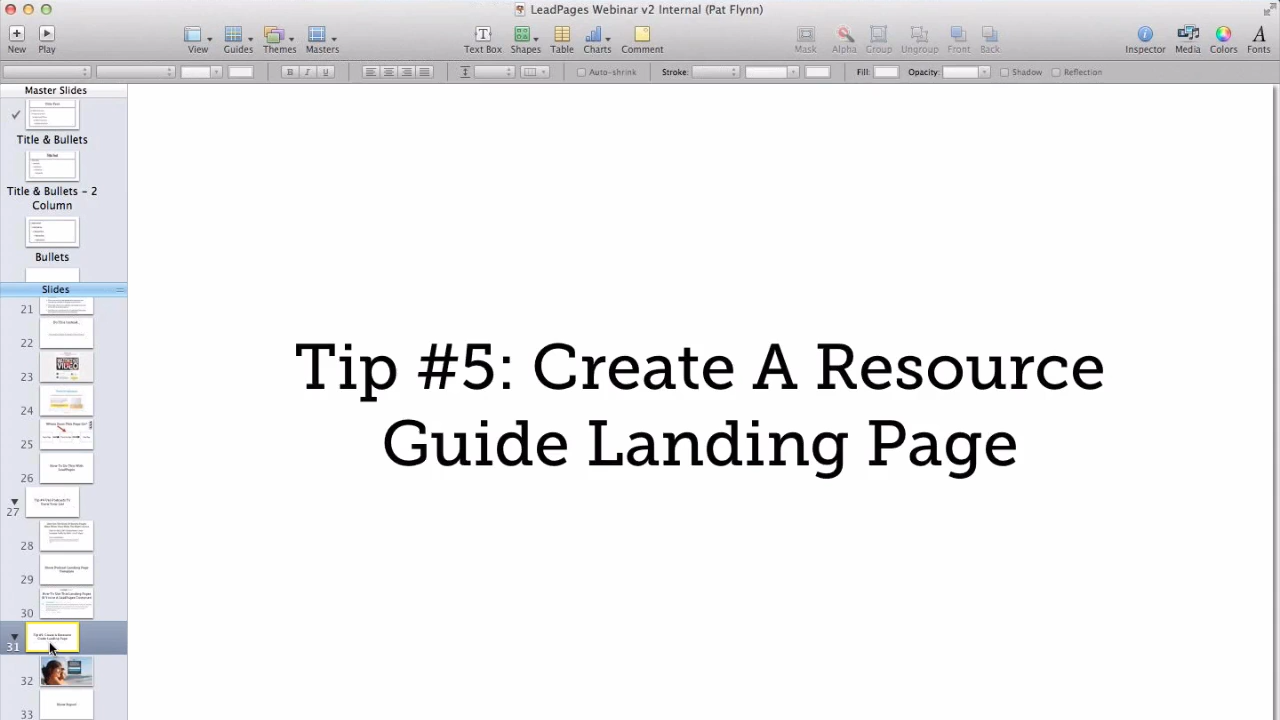 LeadPages Webinar v2 Internal (Pat Flynn)
New Play View Guides Themes Masters Text Box Shapes Table Charts Comment Mask Alpha Group Ungroup Front Back Inspector Media Colors Fonts
B I U Auto-shrink Stroke: Fill: Opacity: Shadow Reflection
Master Slides
Title & Bullets
Title & Bullets – 2
Column
Bullets
Slides
21
22
23
24
25
26
27
28
29
30
31
32
33
Tip #5: Create A Resource
Guide Landing Page